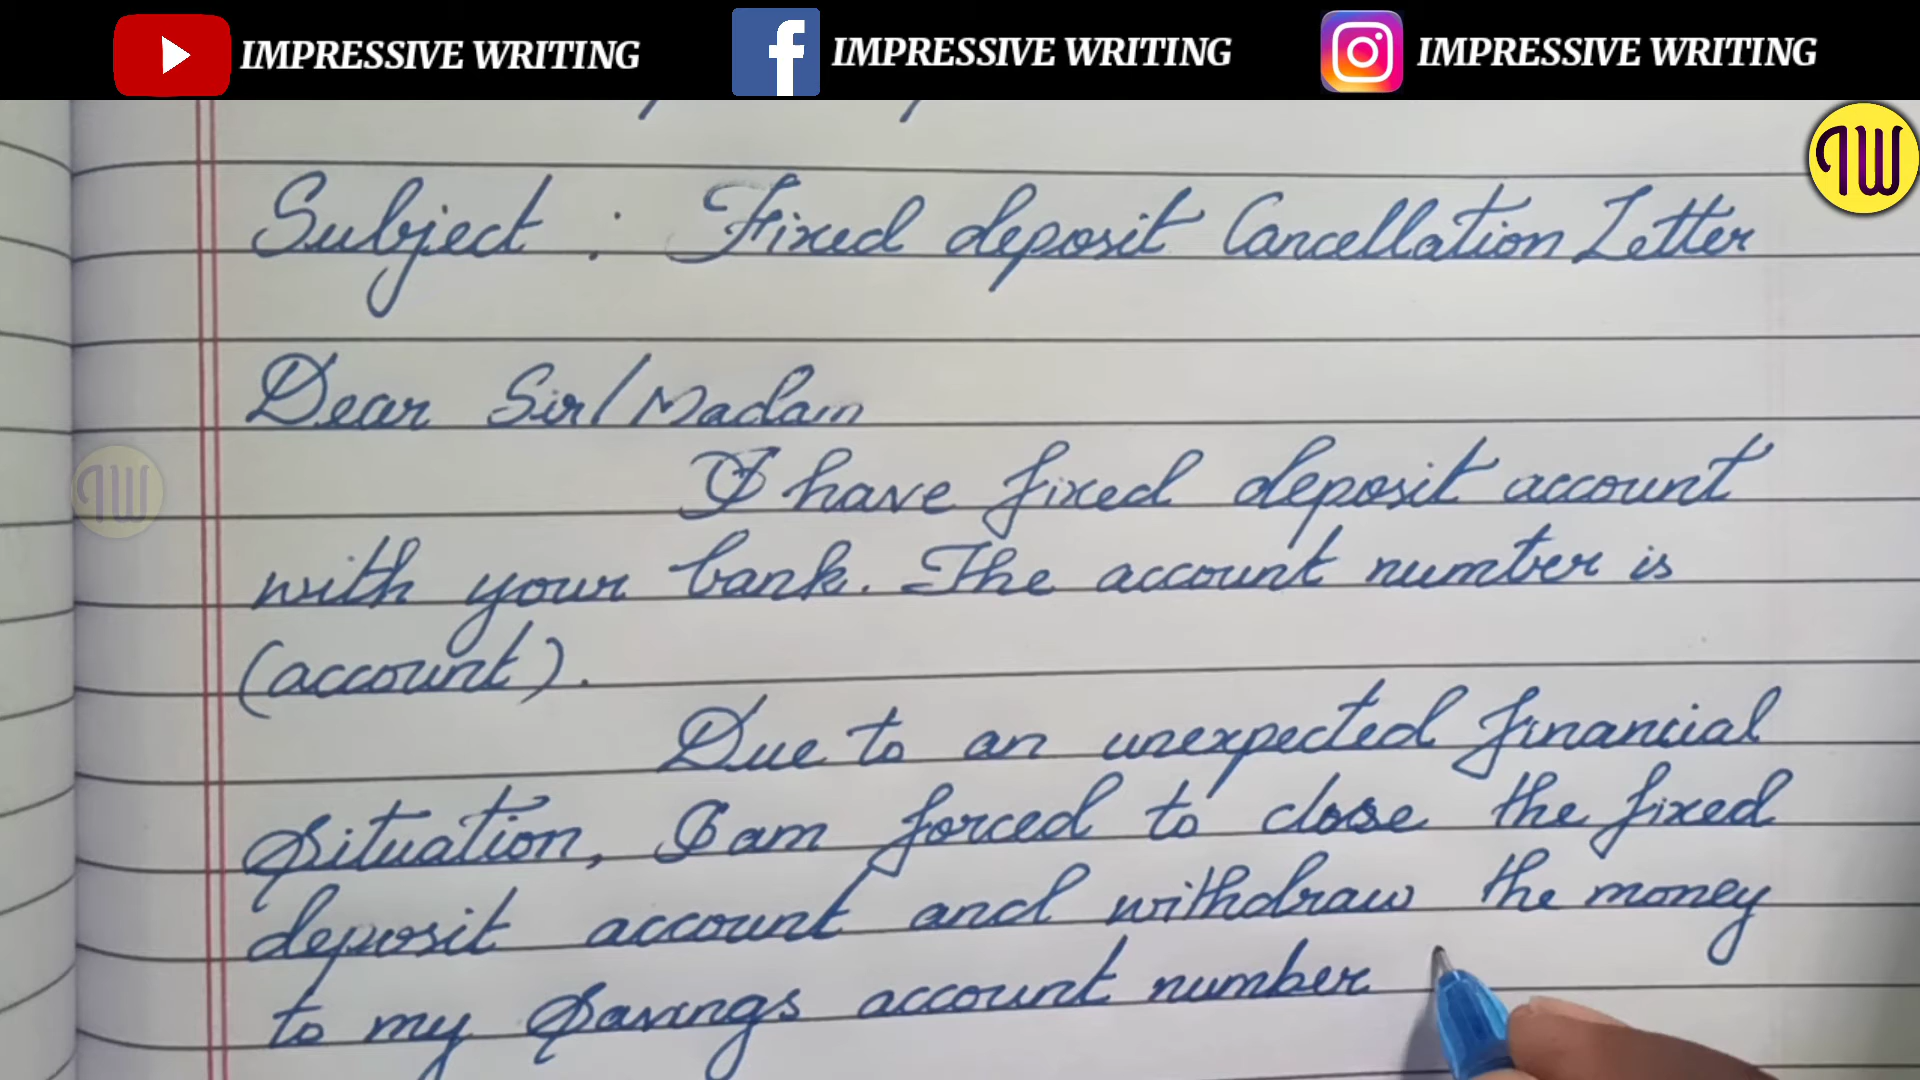 IMPRESSIVE WRITING IMPRESSIVE WRITING IMPRESSIVE WRITING
IW
Subject : Fixed deposit Cancellation Letter
Dear Sir/Madam
I have fixed deposit account
with your bank. The account number is
(account).
IW
Due to an unexpected financial
Situation, I am forced to close the fixed
deposit account and withdraw the money
to my Savings account number